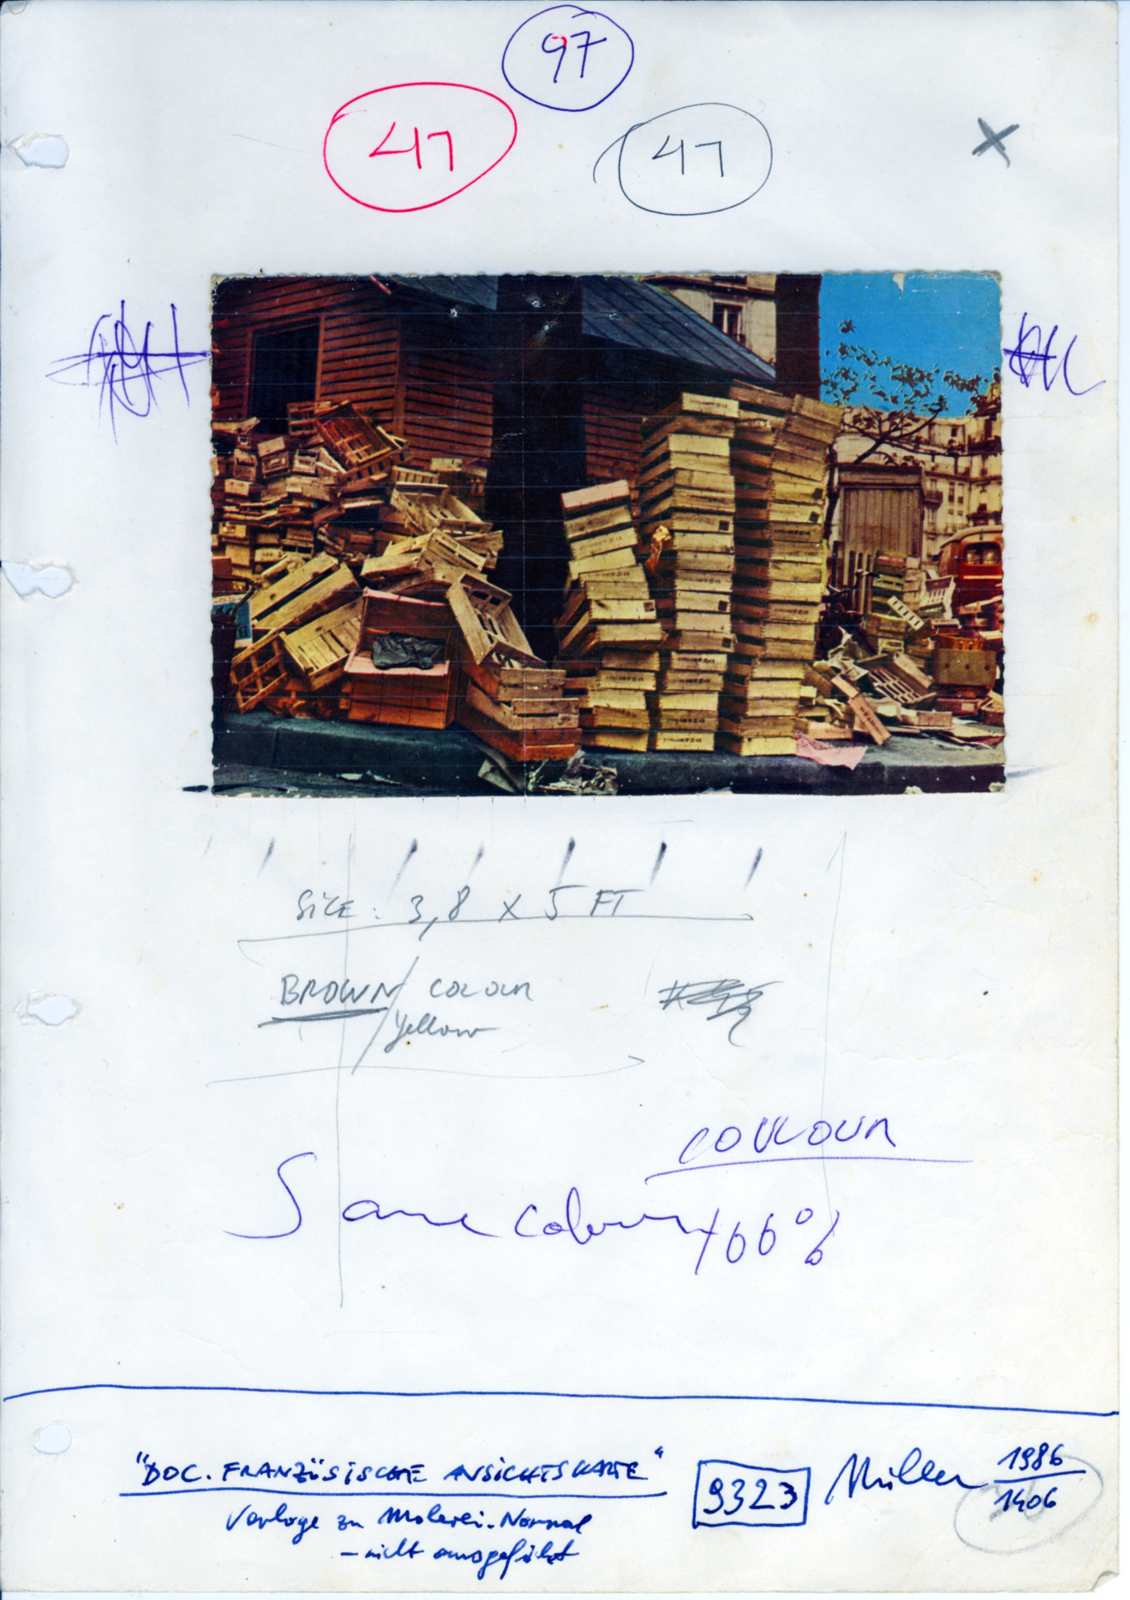 97
47
47
SIZE: 3,8 X 5 FT
BROWN/COLOUR
/yellow
COULOUR
Same colour 100%
"DOC. FRANZÖSISCHE ANSICHTSKARTE"
9323
Müller
1986
1406
Vorlage zu Malerei-Normal
- nicht ausgeführt